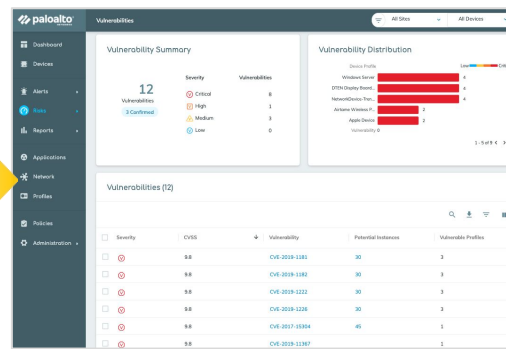 paloalto
NETWORKS
Vulnerabilities
All Sites
All Devices
Dashboard
Devices
Alerts
Risks
Reports
Applications
Network
Profiles
Policies
Administration
Vulnerability Summary
12
Vulnerabilities
3 Confirmed
Severity Vulnerabilities
Critical 8
High 1
Medium 3
Low 0
Vulnerability Distribution
Device Profile
Low
Windows Server 4
DTEN Display Board... 4
NetworkDevice-Tren... 4
Airtame Wireless P... 2
Apple Device 2
Vulnerability 0
1 - 5 of 9
Vulnerabilities (12)
Severity CVSS Vulnerability Potential Instances Vulnerable Profiles
9.8 CVE-2019-1181 30 3
9.8 CVE-2019-1182 30 3
9.8 CVE-2019-1222 30 3
9.8 CVE-2019-1226 30 3
9.8 CVE-2017-15304 45 1
9.8 CVE-2019-11367 1